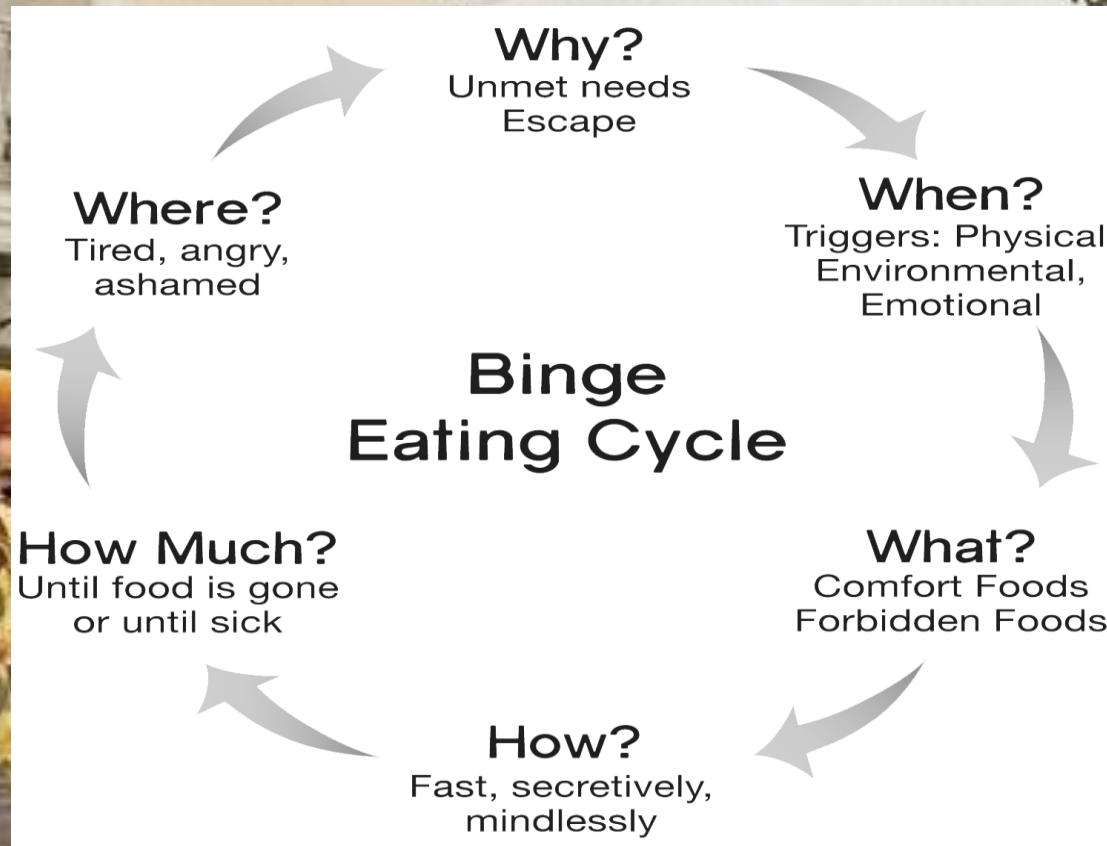 Why?
Unmet needs
Escape
When?
Triggers: Physical
Environmental,
Emotional
What?
Comfort Foods
Forbidden Foods
How?
Fast, secretively,
mindlessly
How Much?
Until food is gone
or until sick
Where?
Tired, angry,
ashamed
Binge
Eating Cycle